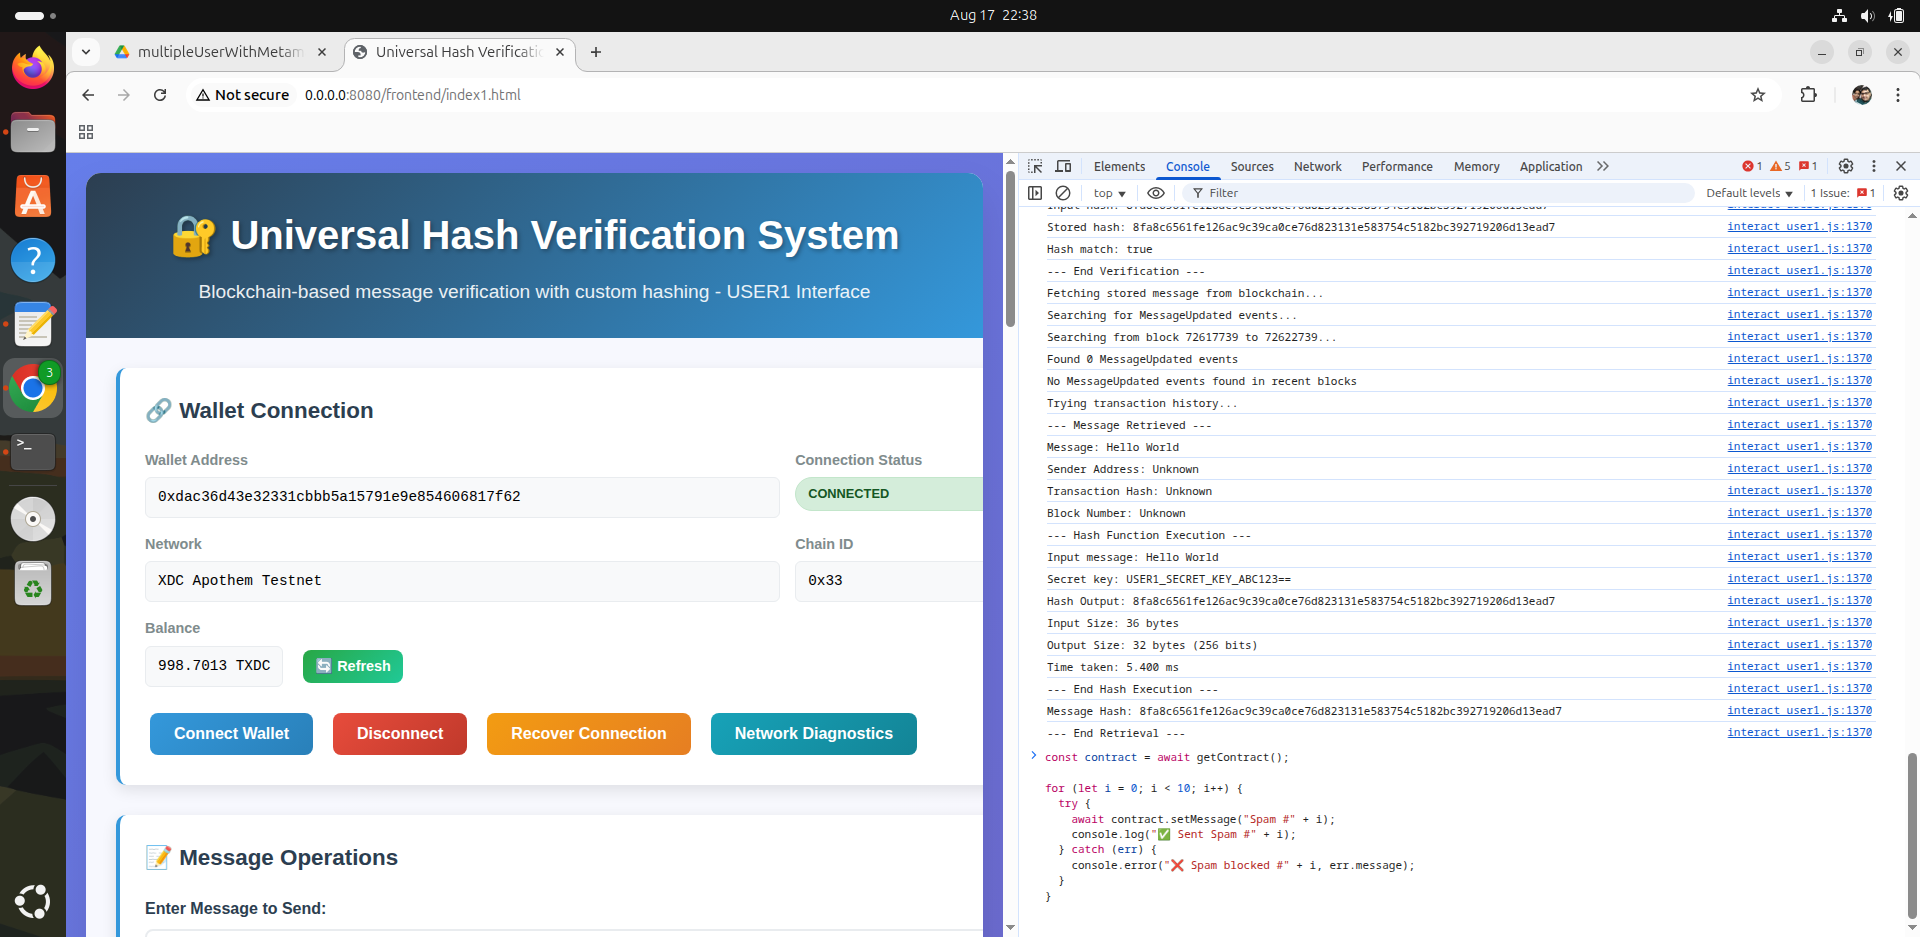 Aug 17 22:38
multipleUserWithMetam
Universal Hash Verificatio
Not secure 0.0.0.0:8080/frontend/index1.html
3
🔐 Universal Hash Verification System
Blockchain-based message verification with custom hashing - USER1 Interface
🔗 Wallet Connection
Wallet Address
Connection Status
0xdac36d43e32331cbbb5a15791e9e854606817f62
CONNECTED
Network
Chain ID
XDC Apothem Testnet
0x33
Balance
998.7013 TXDC
🔄 Refresh
Connect Wallet
Disconnect
Recover Connection
Network Diagnostics
📝 Message Operations
Enter Message to Send:
Elements Console Sources Network Performance Memory Application 1 5 1
top Filter Default levels 1 Issue: 1
Input hash: 8fa8c6561fe126ac9c39ca0ce76d823131e583754c5182bc392719206d13ead7 interact_user1.js:1370
Stored hash: 8fa8c6561fe126ac9c39ca0ce76d823131e583754c5182bc392719206d13ead7 interact_user1.js:1370
Hash match: true interact_user1.js:1370
--- End Verification --- interact_user1.js:1370
Fetching stored message from blockchain... interact_user1.js:1370
Searching for MessageUpdated events... interact_user1.js:1370
Searching from block 72617739 to 72622739... interact_user1.js:1370
Found 0 MessageUpdated events interact_user1.js:1370
No MessageUpdated events found in recent blocks interact_user1.js:1370
Trying transaction history... interact_user1.js:1370
--- Message Retrieved --- interact_user1.js:1370
Message: Hello World interact_user1.js:1370
Sender Address: Unknown interact_user1.js:1370
Transaction Hash: Unknown interact_user1.js:1370
Block Number: Unknown interact_user1.js:1370
--- Hash Function Execution --- interact_user1.js:1370
Input message: Hello World interact_user1.js:1370
Secret key: USER1_SECRET_KEY_ABC123== interact_user1.js:1370
Hash Output: 8fa8c6561fe126ac9c39ca0ce76d823131e583754c5182bc392719206d13ead7 interact_user1.js:1370
Input Size: 36 bytes interact_user1.js:1370
Output Size: 32 bytes (256 bits) interact_user1.js:1370
Time taken: 5.400 ms interact_user1.js:1370
--- End Hash Execution --- interact_user1.js:1370
Message Hash: 8fa8c6561fe126ac9c39ca0ce76d823131e583754c5182bc392719206d13ead7 interact_user1.js:1370
--- End Retrieval --- interact_user1.js:1370
const contract = await getContract();
for (let i = 0; i < 10; i++) {
try {
await contract.setMessage("Spam #" + i);
console.log("✅ Sent Spam #" + i);
} catch (err) {
console.error("❌ Spam blocked #" + i, err.message);
}
}